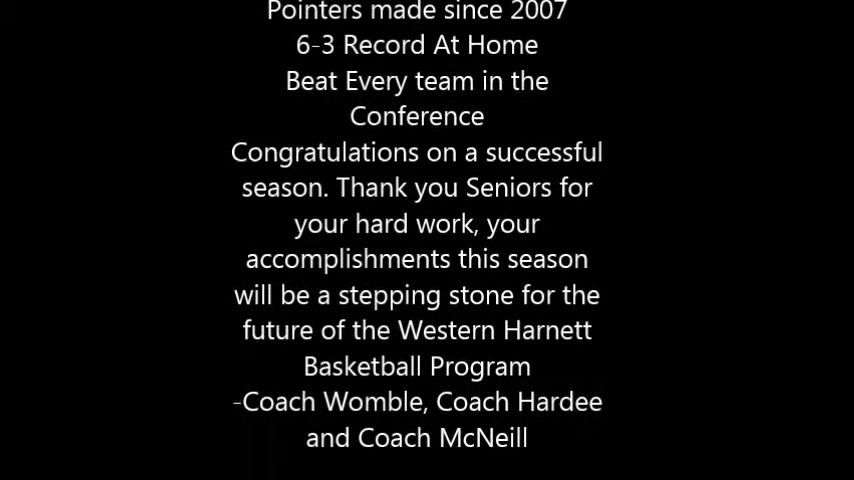 Pointers made since 2007
6-3 Record At Home
Beat Every team in the
Conference
Congratulations on a successful
season. Thank you Seniors for
your hard work, your
accomplishments this season
will be a stepping stone for the
future of the Western Harnett
Basketball Program
-Coach Womble, Coach Hardee
and Coach McNeill